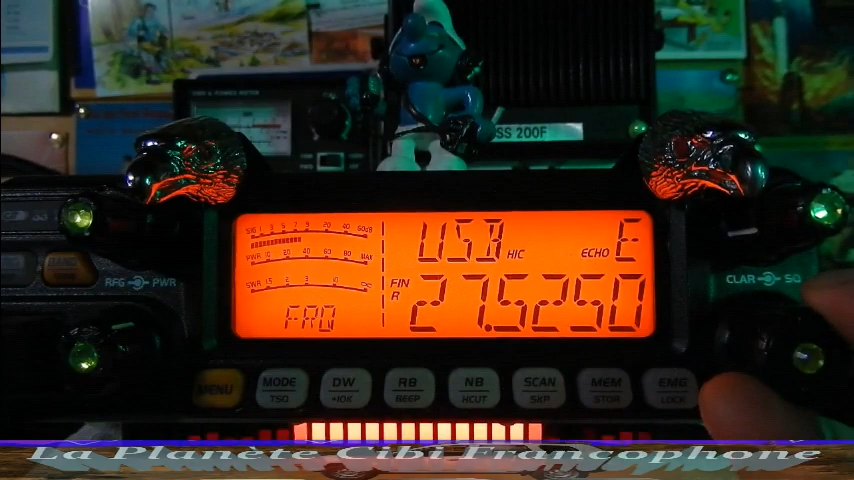 SS 200F
SIG 1 3 5 7 9 20 40 60dB
PWR 10 20 40 60 80 MAX
SWR 1.5 2 3 10 ∞
FRQ
USB HIC ECHO E
FIN
R
27.5250
RFG PWR
CLAR SQ
MENU
MODE DW RB NB SCAN MEM EMG
TSQ +10K BEEP HCUT SKP STOR LOCK
La Planète Cibi Francophone